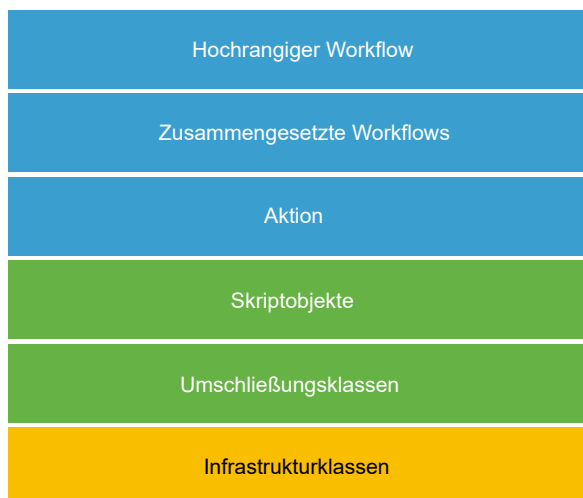 Hochrangiger Workflow
Zusammengesetzte Workflows
Aktion
Skriptobjekte
Umschließungsklassen
Infrastrukturklassen